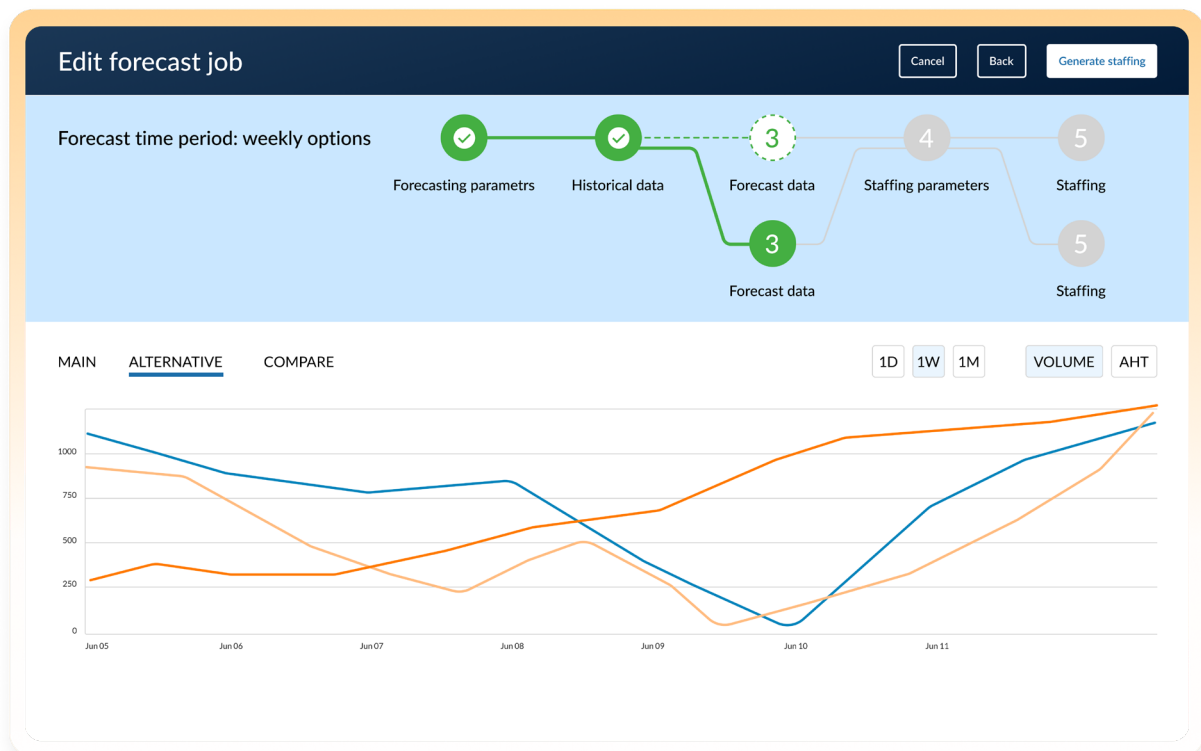 Edit forecast job
Cancel
Back
Generate staffing
Forecast time period: weekly options
3
4
5
Forecasting parametrs
Historical data
Forecast data
Staffing parameters
Staffing
3
5
Forecast data
Staffing
MAIN
ALTERNATIVE
COMPARE
1D
1W
1M
VOLUME
AHT
1000
750
500
250
0
Jun 05
Jun 06
Jun 07
Jun 08
Jun 09
Jun 10
Jun 11